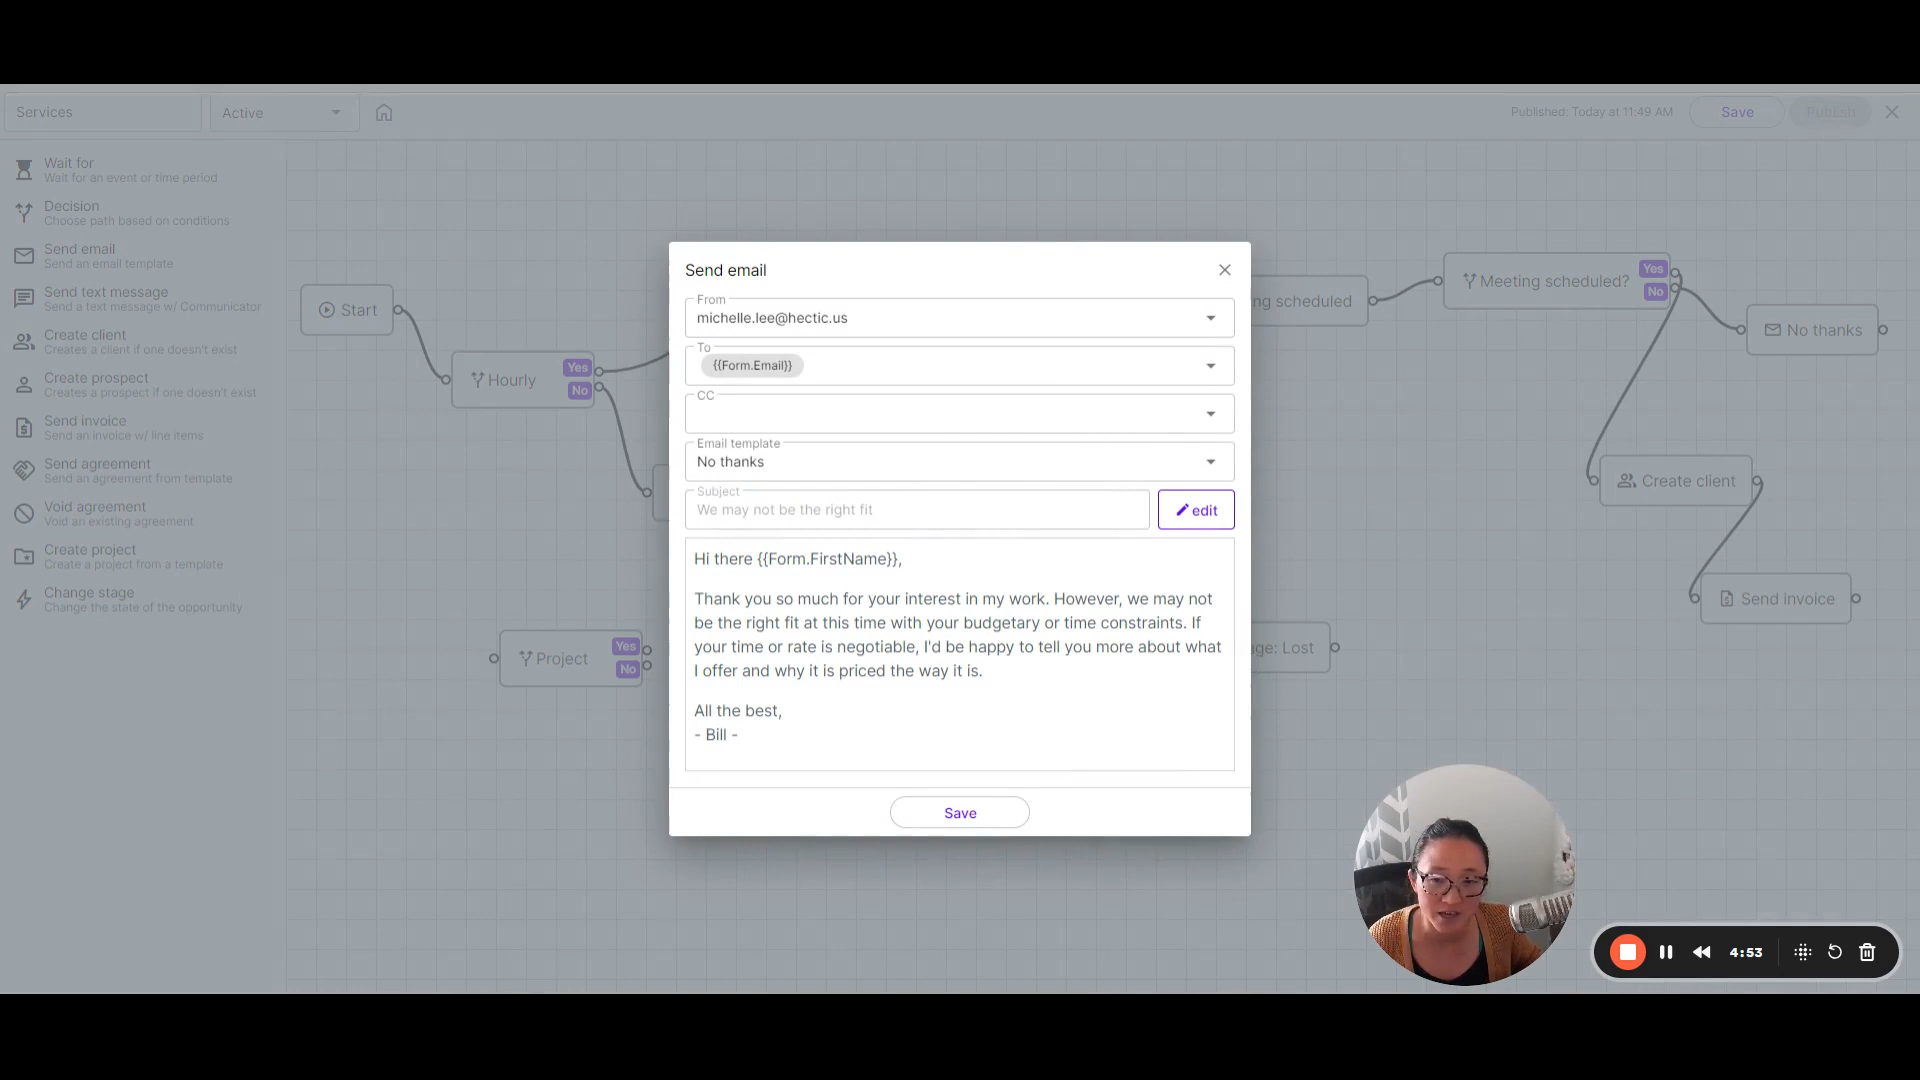 Services
Active
Published: Today at 11:49 AM
Save
Publish
Wait for
Wait for an event or time period
Decision
Choose path based on conditions
Send email
Send an email template
Send text message
Send a text message w/ Communicator
Create client
Creates a client if one doesn't exist
Create prospect
Creates a prospect if one doesn't exist
Send invoice
Send an invoice w/ line items
Send agreement
Send an agreement from template
Void agreement
Void an existing agreement
Create project
Create a project from a template
Change stage
Change the state of the opportunity
Start
Hourly
Yes
No
Project
Yes
No
ng scheduled
Meeting scheduled?
Yes
No
No thanks
Create client
Send invoice
ge: Lost
Send email
From
michelle.lee@hectic.us
To
{{Form.Email}}
CC
Email template
No thanks
Subject
We may not be the right fit
edit
Hi there {{Form.FirstName}},
Thank you so much for your interest in my work. However, we may not
be the right fit at this time with your budgetary or time constraints. If
your time or rate is negotiable, I'd be happy to tell you more about what
I offer and why it is priced the way it is.
All the best,
- Bill -
Save
4:53